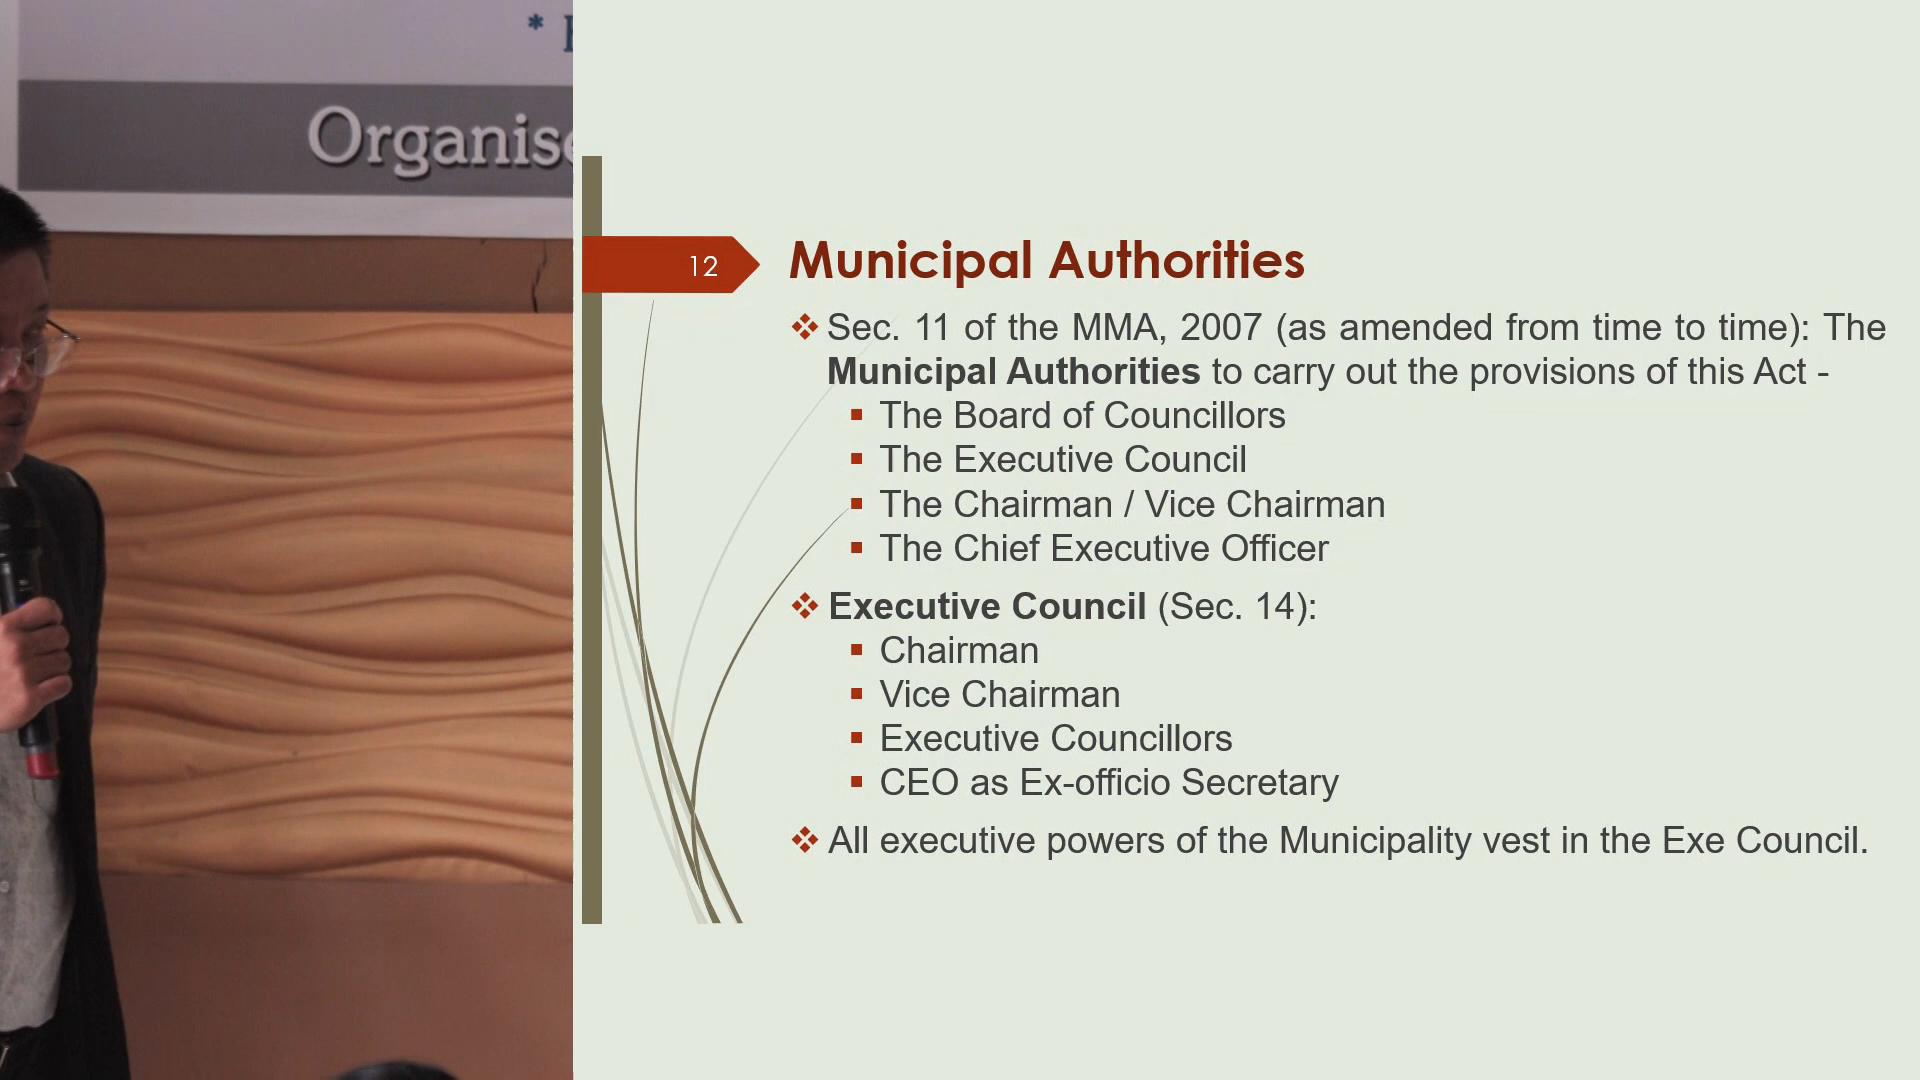 *
Organise
12
Municipal Authorities
Sec. 11 of the MMA, 2007 (as amended from time to time): The
Municipal Authorities to carry out the provisions of this Act -
The Board of Councillors
The Executive Council
The Chairman / Vice Chairman
The Chief Executive Officer
Executive Council (Sec. 14):
Chairman
Vice Chairman
Executive Councillors
CEO as Ex-officio Secretary
All executive powers of the Municipality vest in the Exe Council.